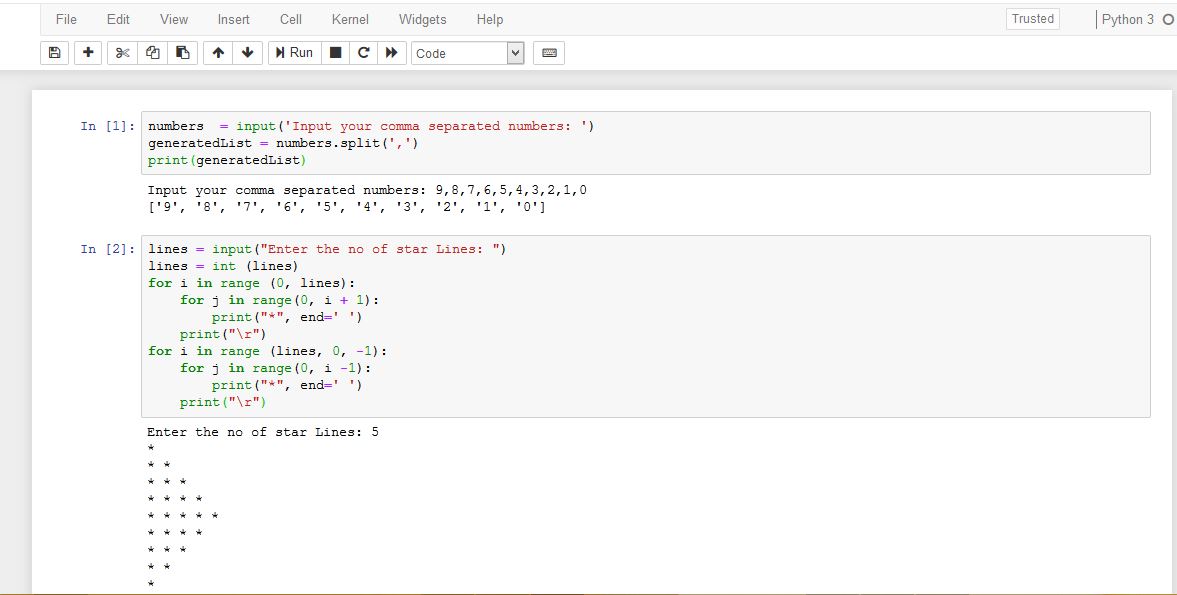 File Edit View Insert Cell Kernel Widgets Help Trusted Python 3
Run Code
In [1]: numbers  = input('Input your comma separated numbers: ')
generatedList = numbers.split(',')
print(generatedList)
Input your comma separated numbers: 9,8,7,6,5,4,3,2,1,0
['9', '8', '7', '6', '5', '4', '3', '2', '1', '0']
In [2]: lines = input("Enter the no of star Lines: ")
lines = int (lines)
for i in range (0, lines):
    for j in range(0, i + 1):
        print("*", end=' ')
    print("\r")
for i in range (lines, 0, -1):
    for j in range(0, i -1):
        print("*", end=' ')
    print("\r")
Enter the no of star Lines: 5
*
* *
* * *
* * * *
* * * * *
* * * *
* * *
* *
*